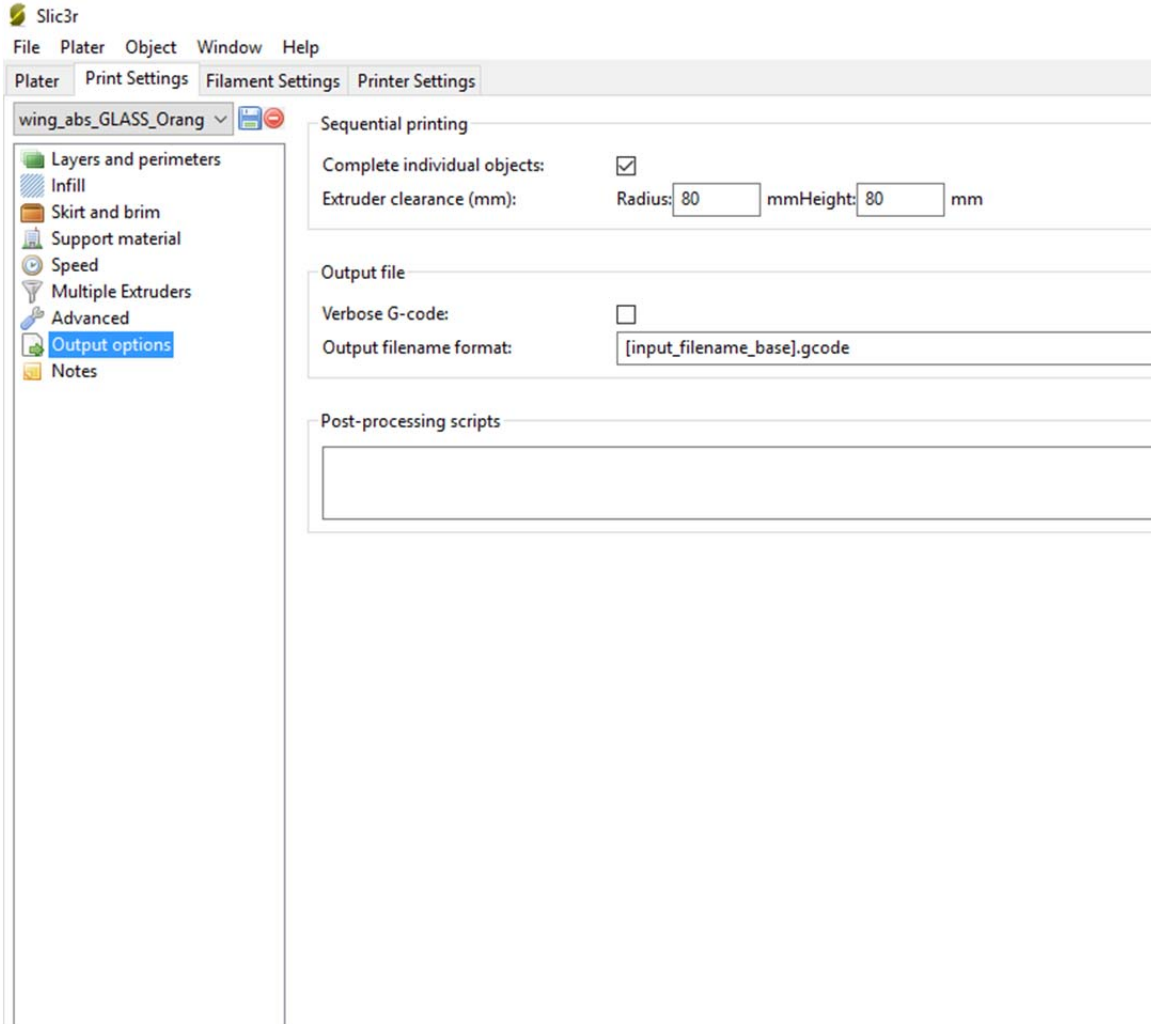 Slic3r
File Plater Object Window Help
Plater Print Settings Filament Settings Printer Settings
wing_abs_GLASS_Orang
Layers and perimeters
Infill
Skirt and brim
Support material
Speed
Multiple Extruders
Advanced
Output options
Notes
Sequential printing
Complete individual objects:
Extruder clearance (mm): Radius: 80 mmHeight: 80 mm
Output file
Verbose G-code:
Output filename format: [input_filename_base].gcode
Post-processing scripts